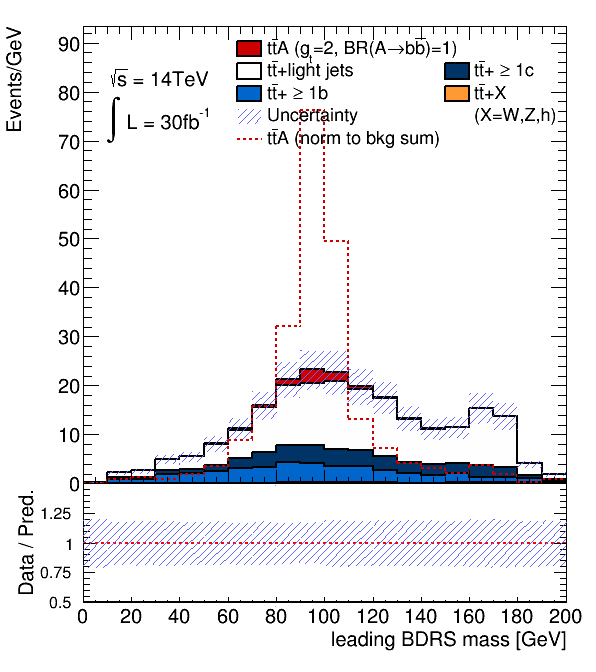 Events/GeV
90
80
70
60
50
40
30
20
10
0
√s = 14TeV
∫ L = 30fb⁻¹
tt̄A (gₜ=2, BR(A→bb̄)=1)
tt̄+light jets
tt̄+ ≥ 1c
tt̄+ ≥ 1b
tt̄+X
Uncertainty
(X=W,Z,h)
tt̄A (norm to bkg sum)
Data / Pred.
1.25
1
0.75
0.5
0 20 40 60 80 100 120 140 160 180 200
leading BDRS mass [GeV]